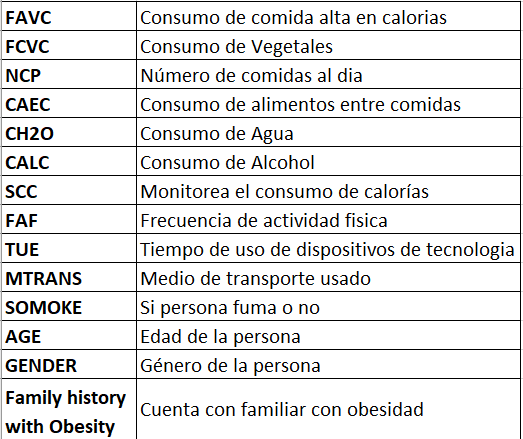 FAVC Consumo de comida alta en calorias
FCVC Consumo de Vegetales
NCP Número de comidas al dia
CAEC Consumo de alimentos entre comidas
CH2O Consumo de Agua
CALC Consumo de Alcohol
SCC Monitorea el consumo de calorías
FAF Frecuencia de actividad fisica
TUE Tiempo de uso de dispositivos de tecnologia
MTRANS Medio de transporte usado
SOMOKE Si persona fuma o no
AGE Edad de la persona
GENDER Género de la persona
Family history
with Obesity
Cuenta con familiar con obesidad